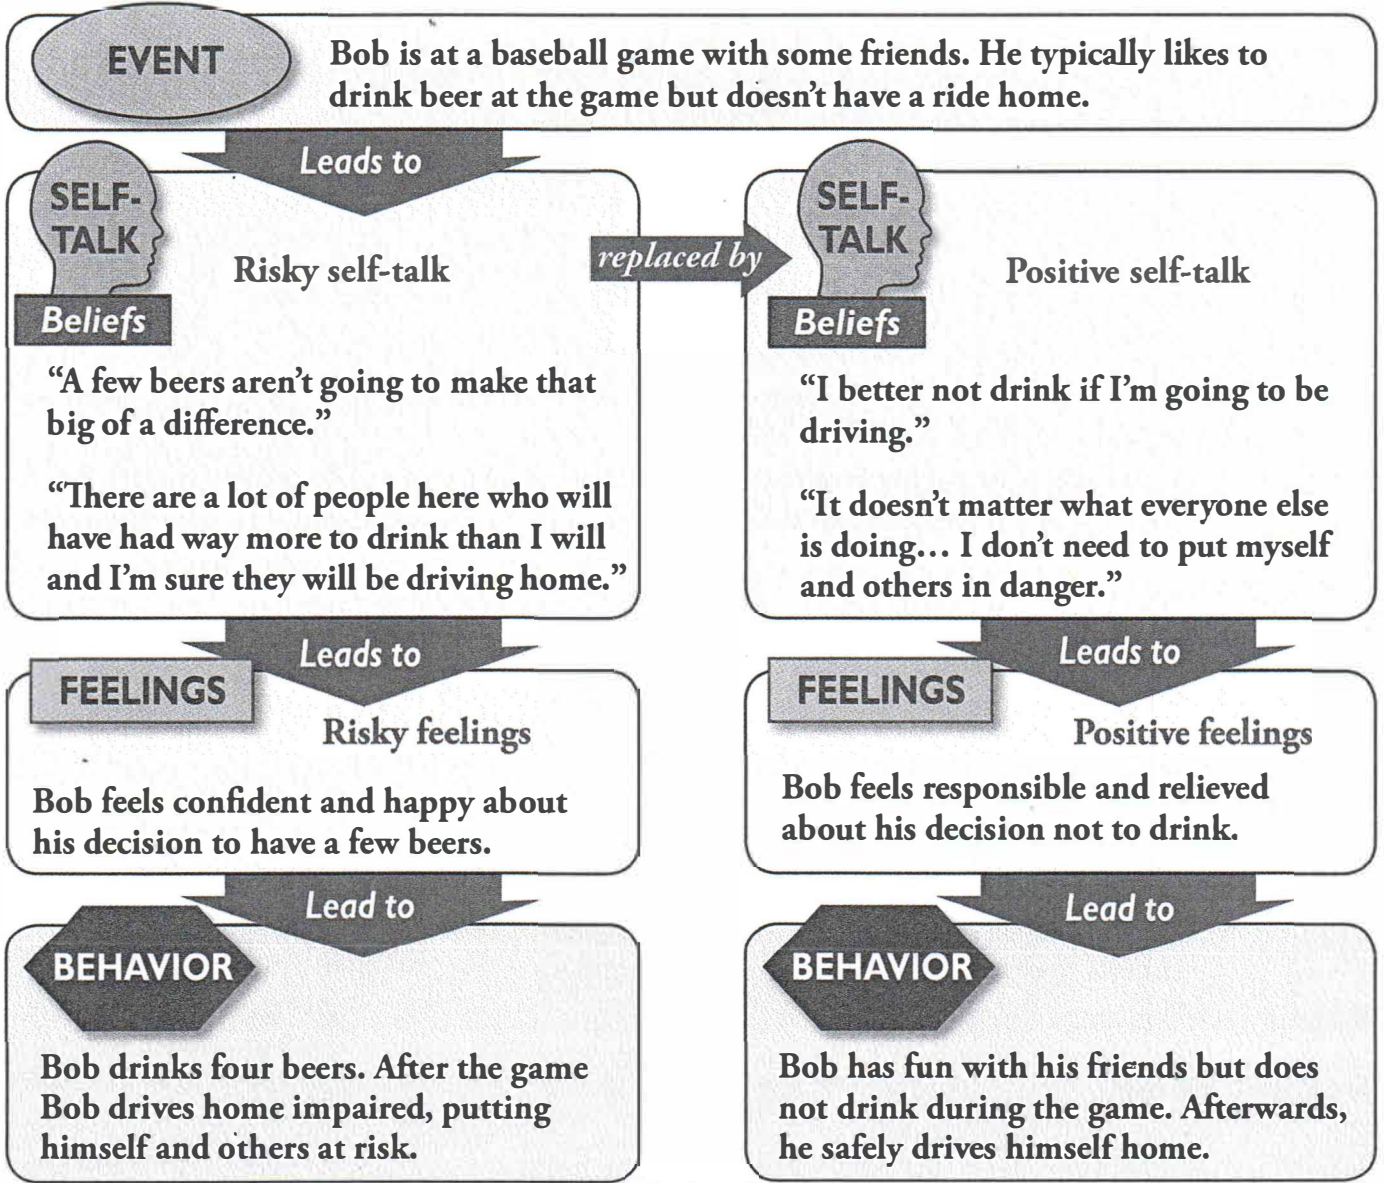 EVENT
Bob is at a baseball game with some friends. He typically likes to
drink beer at the game but doesn't have a ride home.
Leads to
SELF-
TALK
Risky self-talk
Beliefs
“A few beers aren't going to make that
big of a difference.”
“There are a lot of people here who will
have had way more to drink than I will
and I'm sure they will be driving home.”
replaced by
SELF-
TALK
Positive self-talk
Beliefs
“I better not drink if I'm going to be
driving.”
“It doesn't matter what everyone else
is doing... I don't need to put myself
and others in danger.”
Leads to
FEELINGS
Risky feelings
Bob feels confident and happy about
his decision to have a few beers.
Leads to
FEELINGS
Positive feelings
Bob feels responsible and relieved
about his decision not to drink.
Lead to
BEHAVIOR
Bob drinks four beers. After the game
Bob drives home impaired, putting
himself and others at risk.
Lead to
BEHAVIOR
Bob has fun with his friends but does
not drink during the game. Afterwards,
he safely drives himself home.